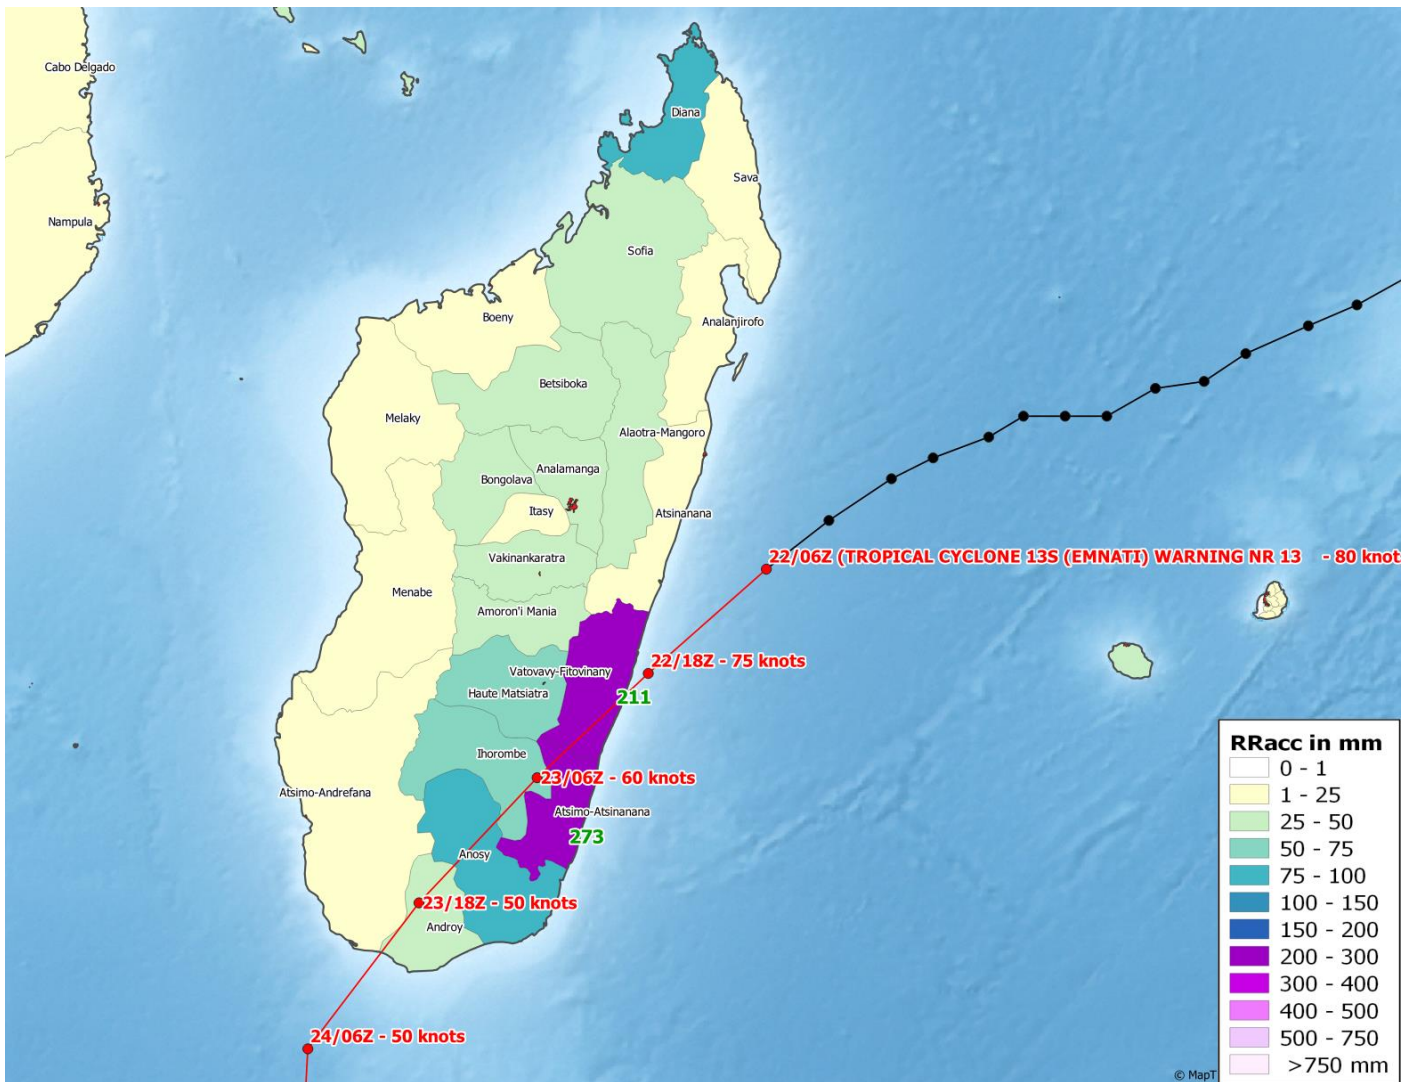 Cabo Delgado
Diana
Sava
Nampula
Sofia
Boeny
Analanjirofo
Betsiboka
Melaky
Alaotra-Mangoro
Analamanga
Bongolava
Itasy
Atsinanana
Vakinankaratra
22/06Z (TROPICAL CYCLONE 13S (EMNATI) WARNING NR 13 - 80 knots
Menabe
Amoron'i Mania
22/18Z - 75 knots
Vatovavy-Fitovinany
Haute Matsiatra
211
Ihorombe
23/06Z - 60 knots
Atsimo-Andrefana
Atsimo-Atsinanana
273
Anosy
23/18Z - 50 knots
Androy
24/06Z - 50 knots
RRacc in mm
0 - 1
1 - 25
25 - 50
50 - 75
75 - 100
100 - 150
150 - 200
200 - 300
300 - 400
400 - 500
500 - 750
>750 mm
© MapT